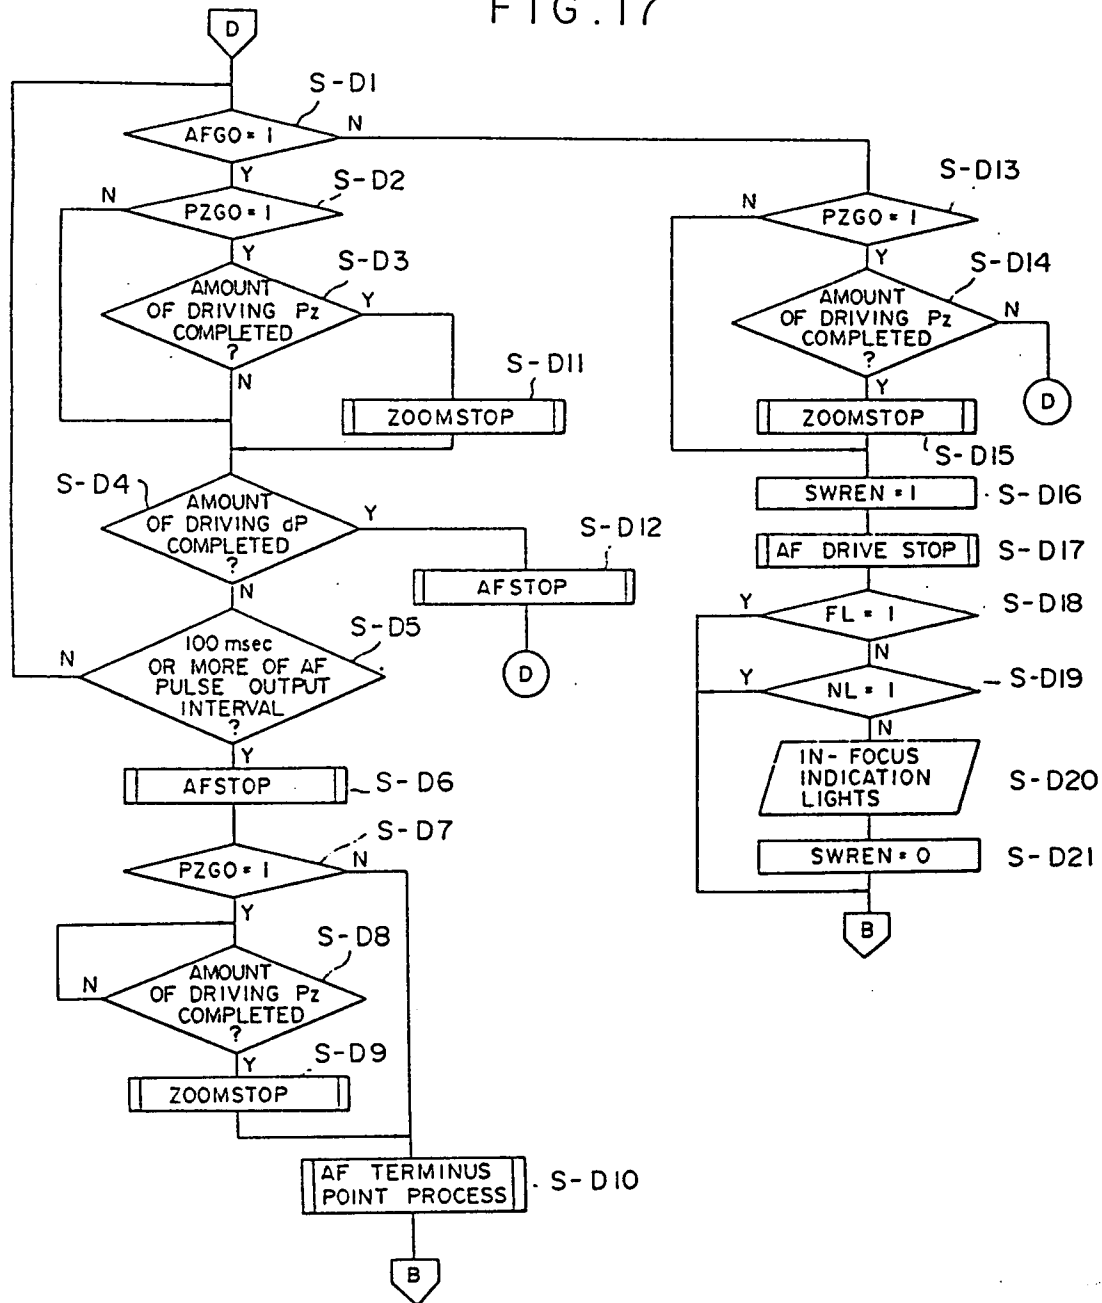 FIG.17
D
S-D1
AFGO = 1
N
Y
S-D2
N
PZGO = 1
Y
S-D3
AMOUNT
OF DRIVING Pz
COMPLETED
?
Y
N
S-D11
ZOOMSTOP
S-D4
AMOUNT
OF DRIVING dP
COMPLETED
?
Y
N
S-D12
AFSTOP
D
S-D5
100 msec
OR MORE OF AF
PULSE OUTPUT
INTERVAL
?
N
Y
AFSTOP
S-D6
S-D7
PZGO = 1
N
Y
S-D8
AMOUNT
OF DRIVING Pz
COMPLETED
?
N
Y
S-D9
ZOOMSTOP
AF TERMINUS
POINT PROCESS
S-D10
B
S-D13
N
PZGO = 1
Y
S-D14
AMOUNT
OF DRIVING Pz
COMPLETED
?
N
Y
D
ZOOMSTOP
S-D15
SWREN = 1
S-D16
AF DRIVE STOP
S-D17
Y
FL = 1
S-D18
N
Y
NL = 1
S-D19
N
IN-FOCUS
INDICATION
LIGHTS
S-D20
SWREN = 0
S-D21
B